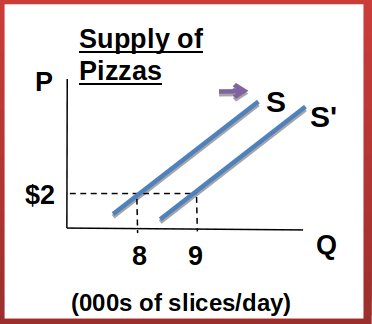 Supply of
Pizzas
P
S
S'
$2
8 9
Q
(000s of slices/day)